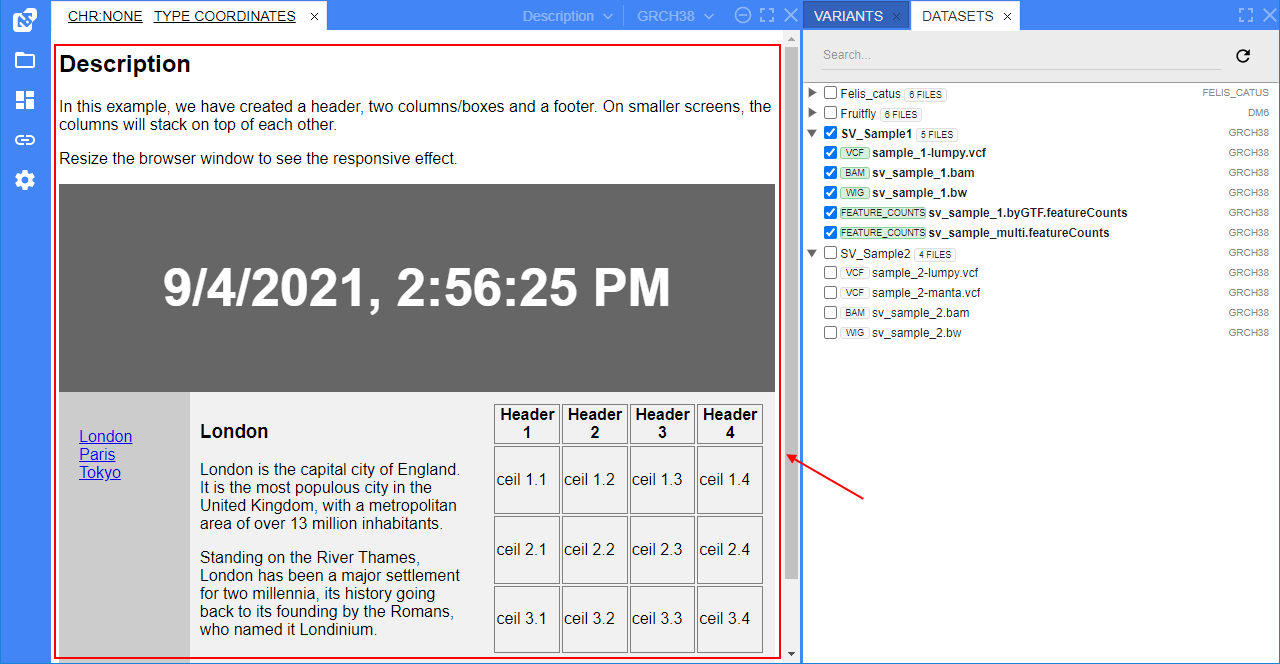 CHR:NONE TYPE COORDINATES × Description GRCH38
Description
In this example, we have created a header, two columns/boxes and a footer. On smaller screens, the
columns will stack on top of each other.
Resize the browser window to see the responsive effect.
9/4/2021, 2:56:25 PM
London
Paris
Tokyo
London
London is the capital city of England.
It is the most populous city in the
United Kingdom, with a metropolitan
area of over 13 million inhabitants.
Standing on the River Thames,
London has been a major settlement
for two millennia, its history going
back to its founding by the Romans,
who named it Londinium.
Header Header Header Header
1 2 3 4
ceil 1.1 ceil 1.2 ceil 1.3 ceil 1.4
ceil 2.1 ceil 2.2 ceil 2.3 ceil 2.4
ceil 3.1 ceil 3.2 ceil 3.3 ceil 3.4
VARIANTS × DATASETS ×
Search...
Felis_catus 6 FILES FELIS_CATUS
Fruitfly 6 FILES DM6
SV_Sample1 5 FILES GRCH38
VCF sample_1-lumpy.vcf GRCH38
BAM sv_sample_1.bam GRCH38
WIG sv_sample_1.bw GRCH38
FEATURE_COUNTS sv_sample_1.byGTF.featureCounts GRCH38
FEATURE_COUNTS sv_sample_multi.featureCounts GRCH38
SV_Sample2 4 FILES GRCH38
VCF sample_2-lumpy.vcf GRCH38
VCF sample_2-manta.vcf GRCH38
BAM sv_sample_2.bam GRCH38
WIG sv_sample_2.bw GRCH38